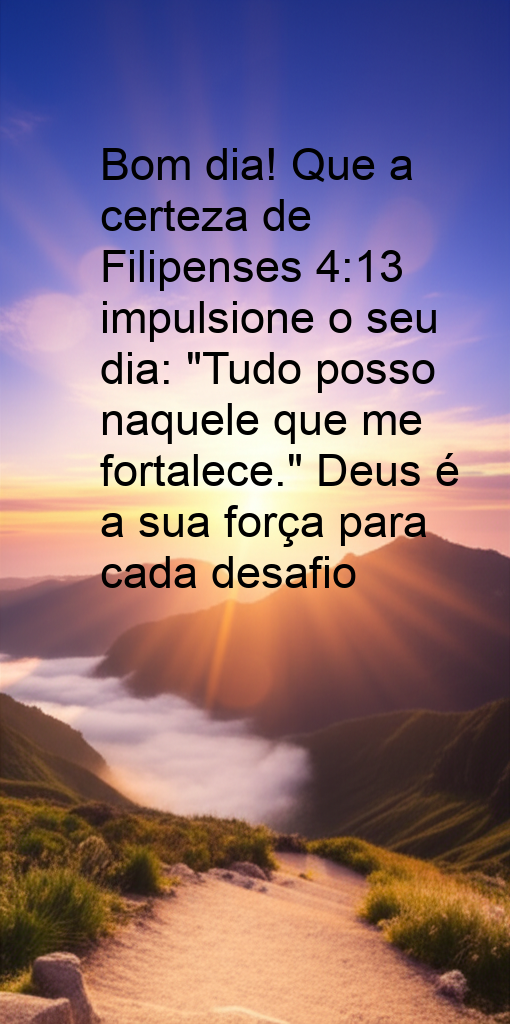 Bom dia! Que a
certeza de
Filipenses 4:13
impulsione o seu
dia: "Tudo posso
naquele que me
fortalece." Deus é
a sua força para
cada desafio